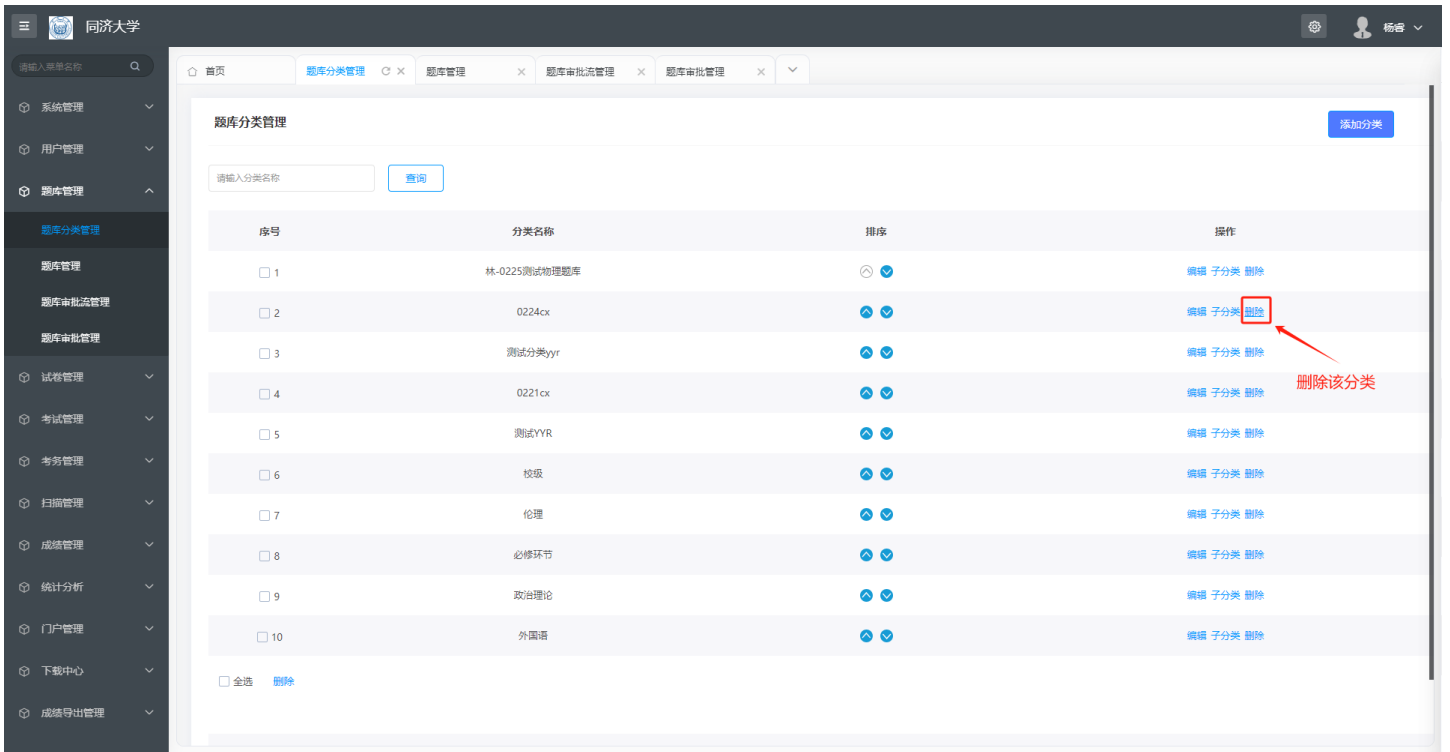 同济大学
杨睿
请输入菜单名称
首页
题库分类管理
题库管理
题库审批流管理
题库审批管理
系统管理
用户管理
题库管理
题库分类管理
题库管理
题库审批流管理
题库审批管理
试卷管理
考试管理
考务管理
扫描管理
成绩管理
统计分析
门户管理
下载中心
成绩导出管理
题库分类管理
添加分类
请输入分类名称
查询
序号 分类名称 排序 操作
1 林-0225测试物理题库 编辑 子分类 删除
2 0224cx 编辑 子分类 删除
3 测试分类yyr 编辑 子分类 删除
删除该分类
4 0221cx 编辑 子分类 删除
5 测试YYR 编辑 子分类 删除
6 校级 编辑 子分类 删除
7 伦理 编辑 子分类 删除
8 必修环节 编辑 子分类 删除
9 政治理论 编辑 子分类 删除
10 外国语 编辑 子分类 删除
全选 删除